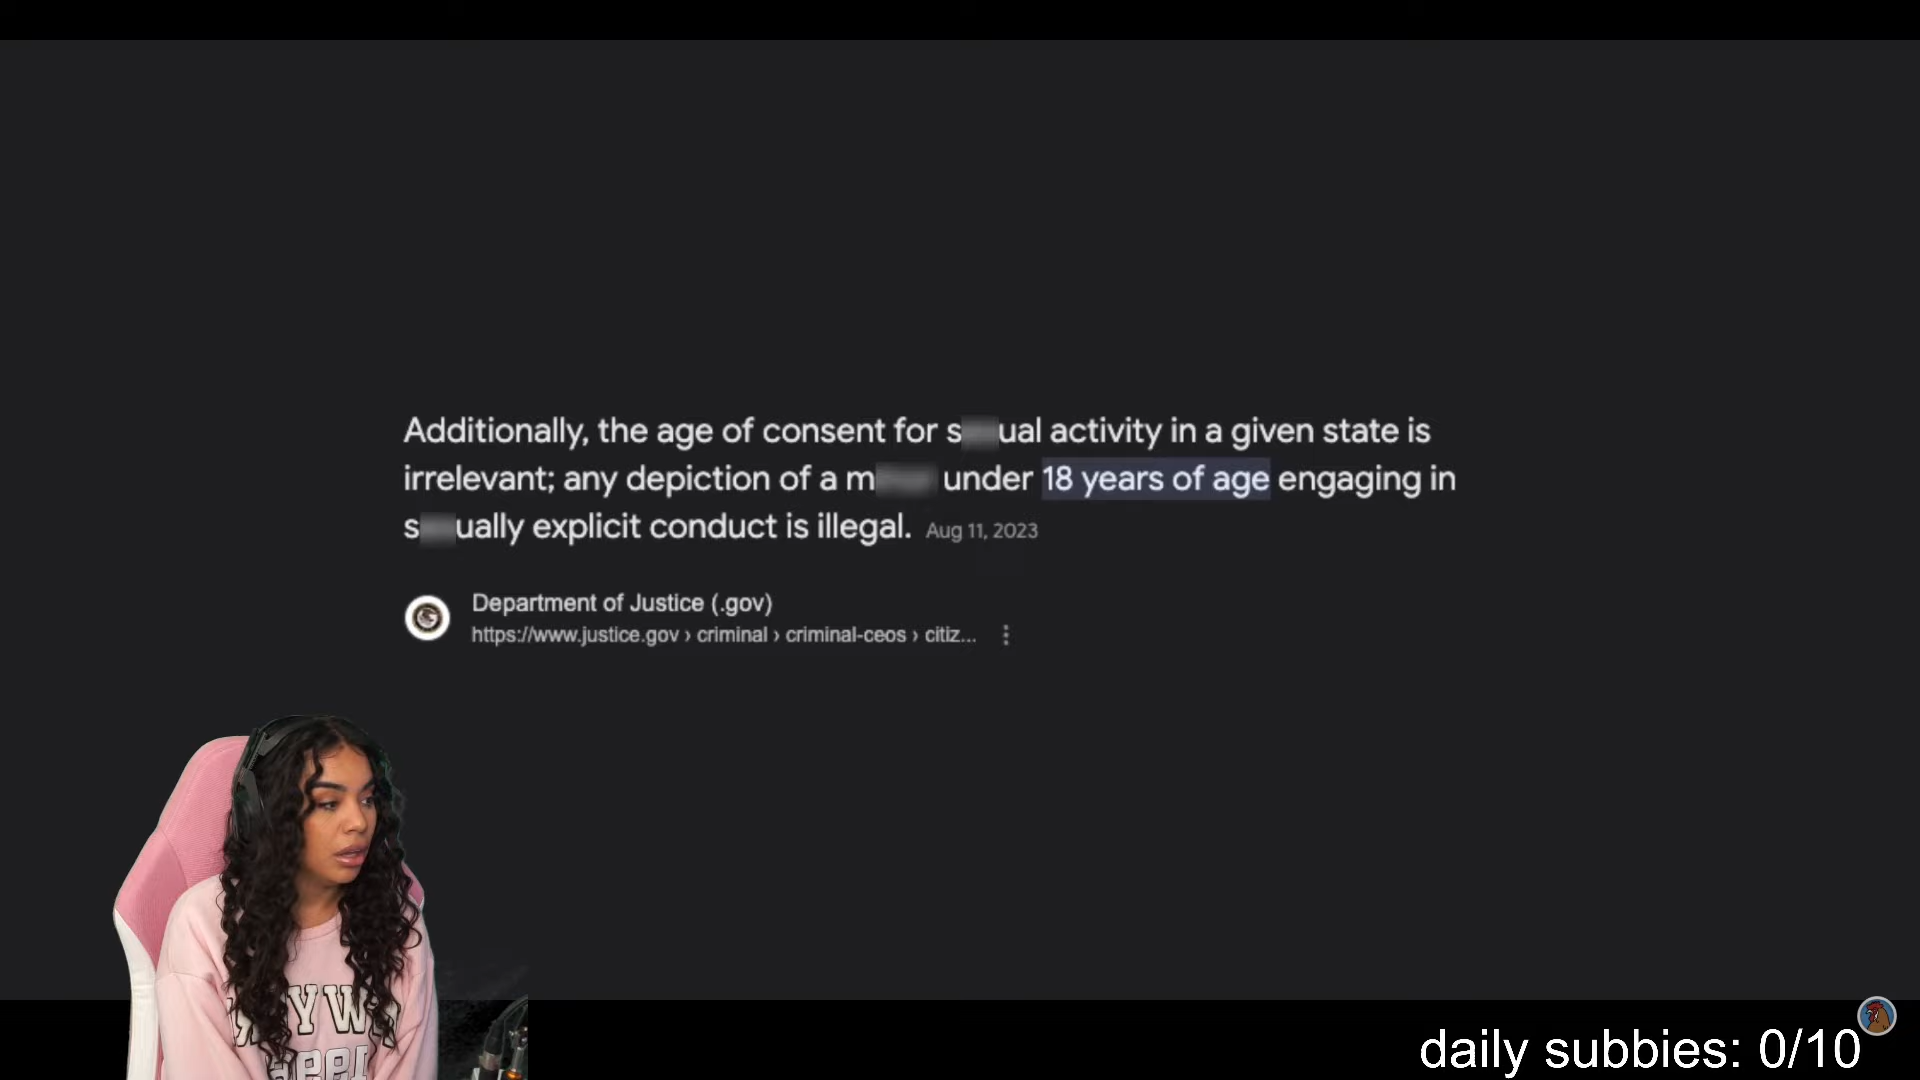 Additionally, the age of consent for s ual activity in a given state is
irrelevant; any depiction of a m under 18 years of age engaging in
s ually explicit conduct is illegal. Aug 11, 2023
Department of Justice (.gov)
https://www.justice.gov › criminal › criminal-ceos › citiz...
daily subbies: 0/10